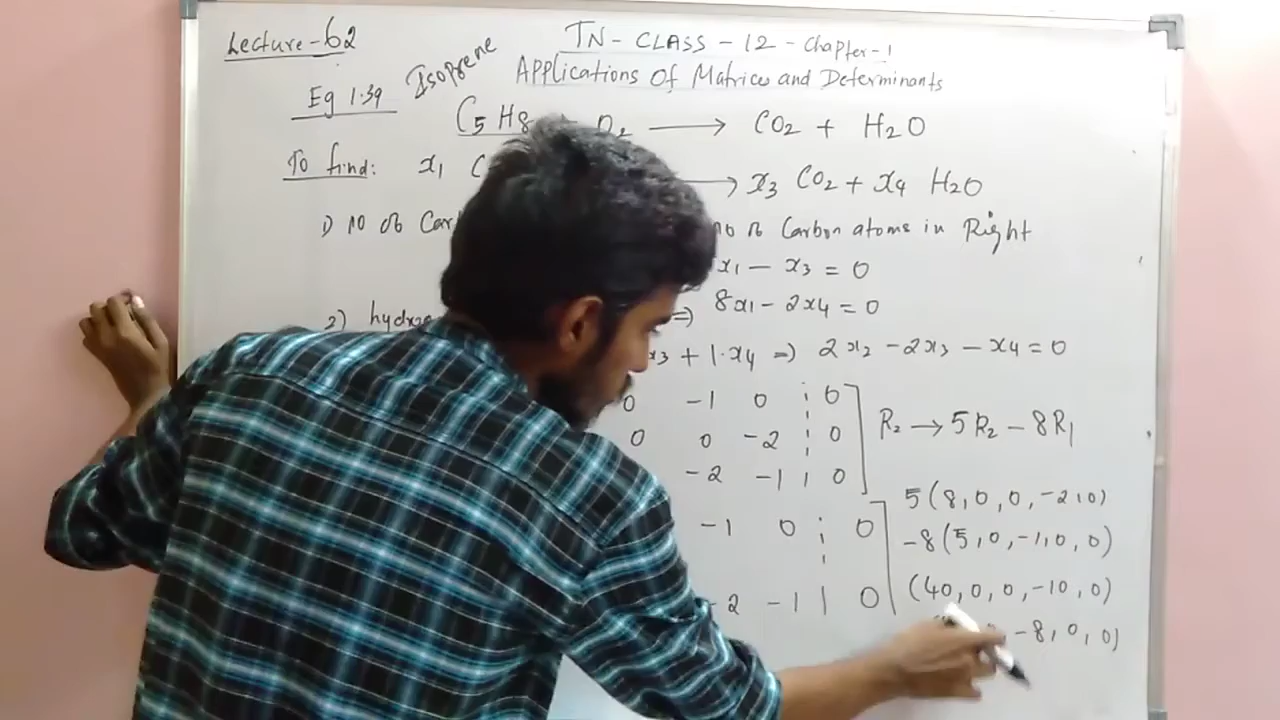 Lecture-62
TN-CLASS-12-Chapter-1
Isoprene
Applications Of Matrices and Determinants
Eg 1.39
C5 H8 + O2 ⟶ CO2 + H2O
To find: x1 C ⟶ x3 CO2 + x4 H2O
1) no of Carb no of Carbon atoms in Right
x1 - x3 = 0
2) hydro => 8x1 - 2x4 = 0
x3 + 1.x4 => 2x2 - 2x3 - x4 = 0
0 -1 0 0
0 0 -2 0 R2 → 5R2 - 8R1
-2 -1 0
5(8,0,0,-2,0)
-1 0 0
-8(5,0,-1,0,0)
-2 -1 0 (40,0,0,-10,0)
-8,0,0)